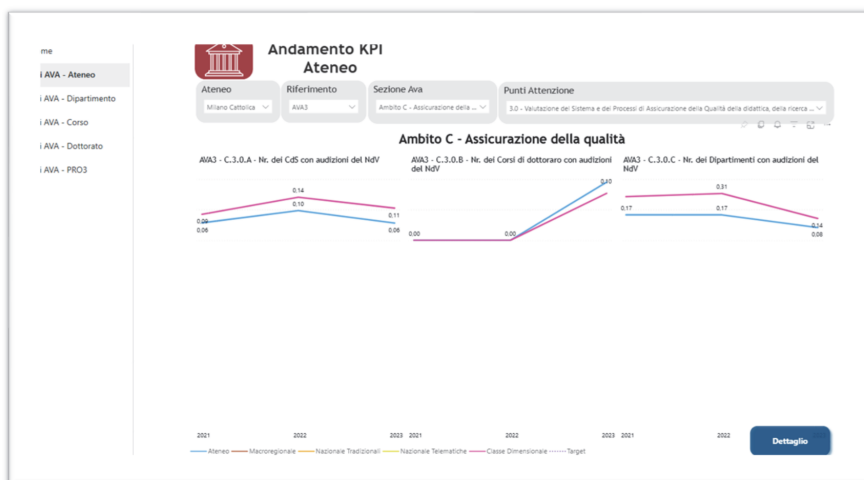 me
Andamento KPI
Ateneo
i AVA - Ateneo
i AVA - Dipartimento
i AVA - Corso
i AVA - Dottorato
i AVA - PRO3
Ateneo
Milano Cattolica
Riferimento
AVA3
Sezione Ava
Ambito C - Assicurazione della ...
Punti Attenzione
3.0 - Valutazione del Sistema e dei Processi di Assicurazione della Qualità della didattica, della ricerca ...
Ambito C - Assicurazione della qualità
AVA3 - C.3.0.A - Nr. dei CdS con audizioni del NdV
0.14
0.10
0.11
0.06
0.06
2021 2022 2023
AVA3 - C.3.0.B - Nr. dei Corsi di dottoraro con audizioni
del NdV
0.10
0.00 0.00
2021 2022 2023
AVA3 - C.3.0.C - Nr. dei Dipartimenti con audizioni del
NdV
0.31
0.17 0.17
0.14
0.08
2021 2022
Dettaglio
Ateneo Macroregionale Nazionale Tradizionali Nazionale Telematiche Classe Dimensionale Target